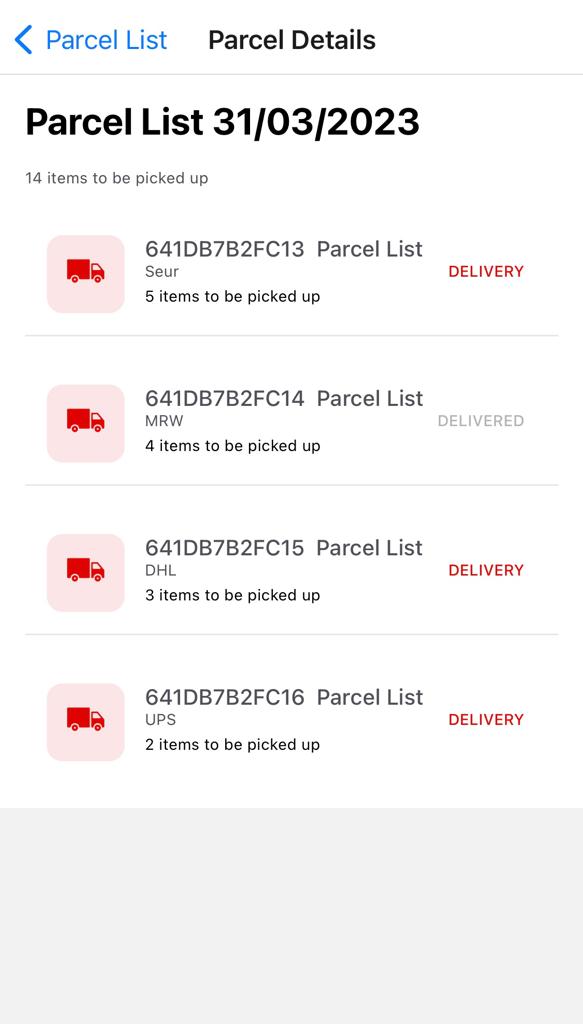 Parcel List Parcel Details
Parcel List 31/03/2023
14 items to be picked up
641DB7B2FC13 Parcel List
Seur
DELIVERY
5 items to be picked up
641DB7B2FC14 Parcel List
MRW
DELIVERED
4 items to be picked up
641DB7B2FC15 Parcel List
DHL
DELIVERY
3 items to be picked up
641DB7B2FC16 Parcel List
UPS
DELIVERY
2 items to be picked up